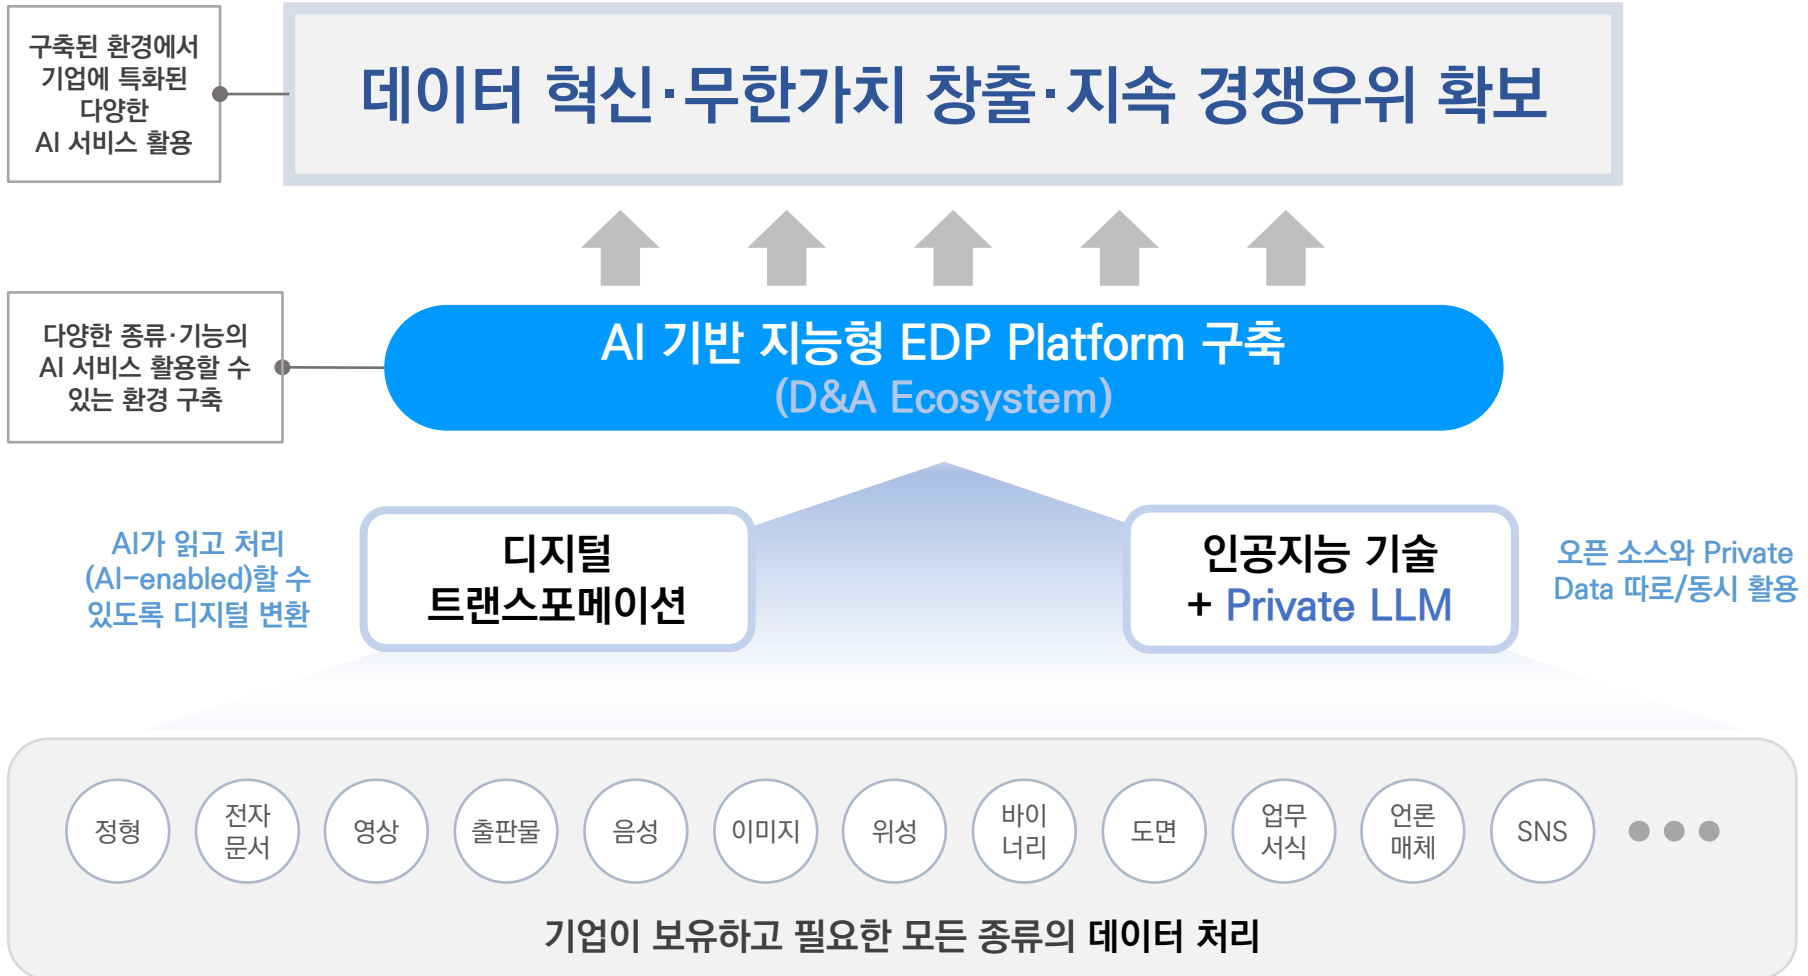 구축된 환경에서
기업에 특화된
다양한
AI 서비스 활용
데이터 혁신·무한가치 창출·지속 경쟁우위 확보
다양한 종류·기능의
AI 서비스 활용할 수
있는 환경 구축
AI 기반 지능형 EDP Platform 구축
(D&A Ecosystem)
AI가 읽고 처리
(AI-enabled)할 수
있도록 디지털 변환
디지털
트랜스포메이션
인공지능 기술
+ Private LLM
오픈 소스와 Private
Data 따로/동시 활용
정형
전자
문서
영상
출판물
음성
이미지
위성
바이
너리
도면
업무
서식
언론
매체
SNS
기업이 보유하고 필요한 모든 종류의 데이터 처리